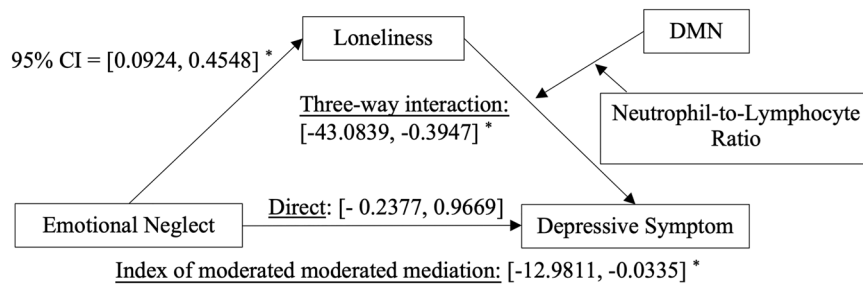 Loneliness
DMN
95% CI = [0.0924, 0.4548] *
Three-way interaction:
[-43.0839, -0.3947] *
Neutrophil-to-Lymphocyte
Ratio
Emotional Neglect
Direct: [- 0.2377, 0.9669]
Depressive Symptom
Index of moderated moderated mediation: [-12.9811, -0.0335] *